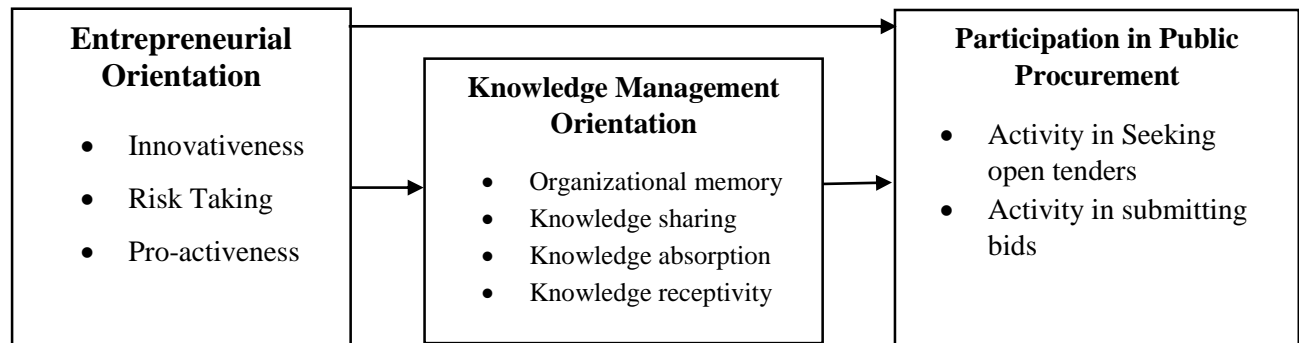 Entrepreneurial
Orientation
• Innovativeness
• Risk Taking
• Pro-activeness
Knowledge Management
Orientation
• Organizational memory
• Knowledge sharing
• Knowledge absorption
• Knowledge receptivity
Participation in Public
Procurement
• Activity in Seeking
open tenders
• Activity in submitting
bids